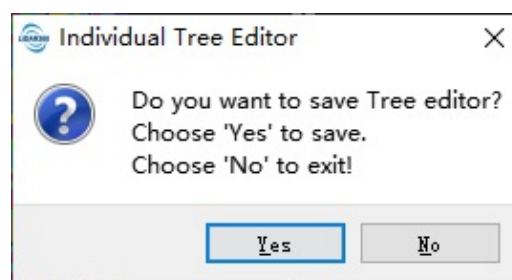 Individual Tree Editor
Do you want to save Tree editor?
Choose 'Yes' to save.
Choose 'No' to exit!
Yes
No